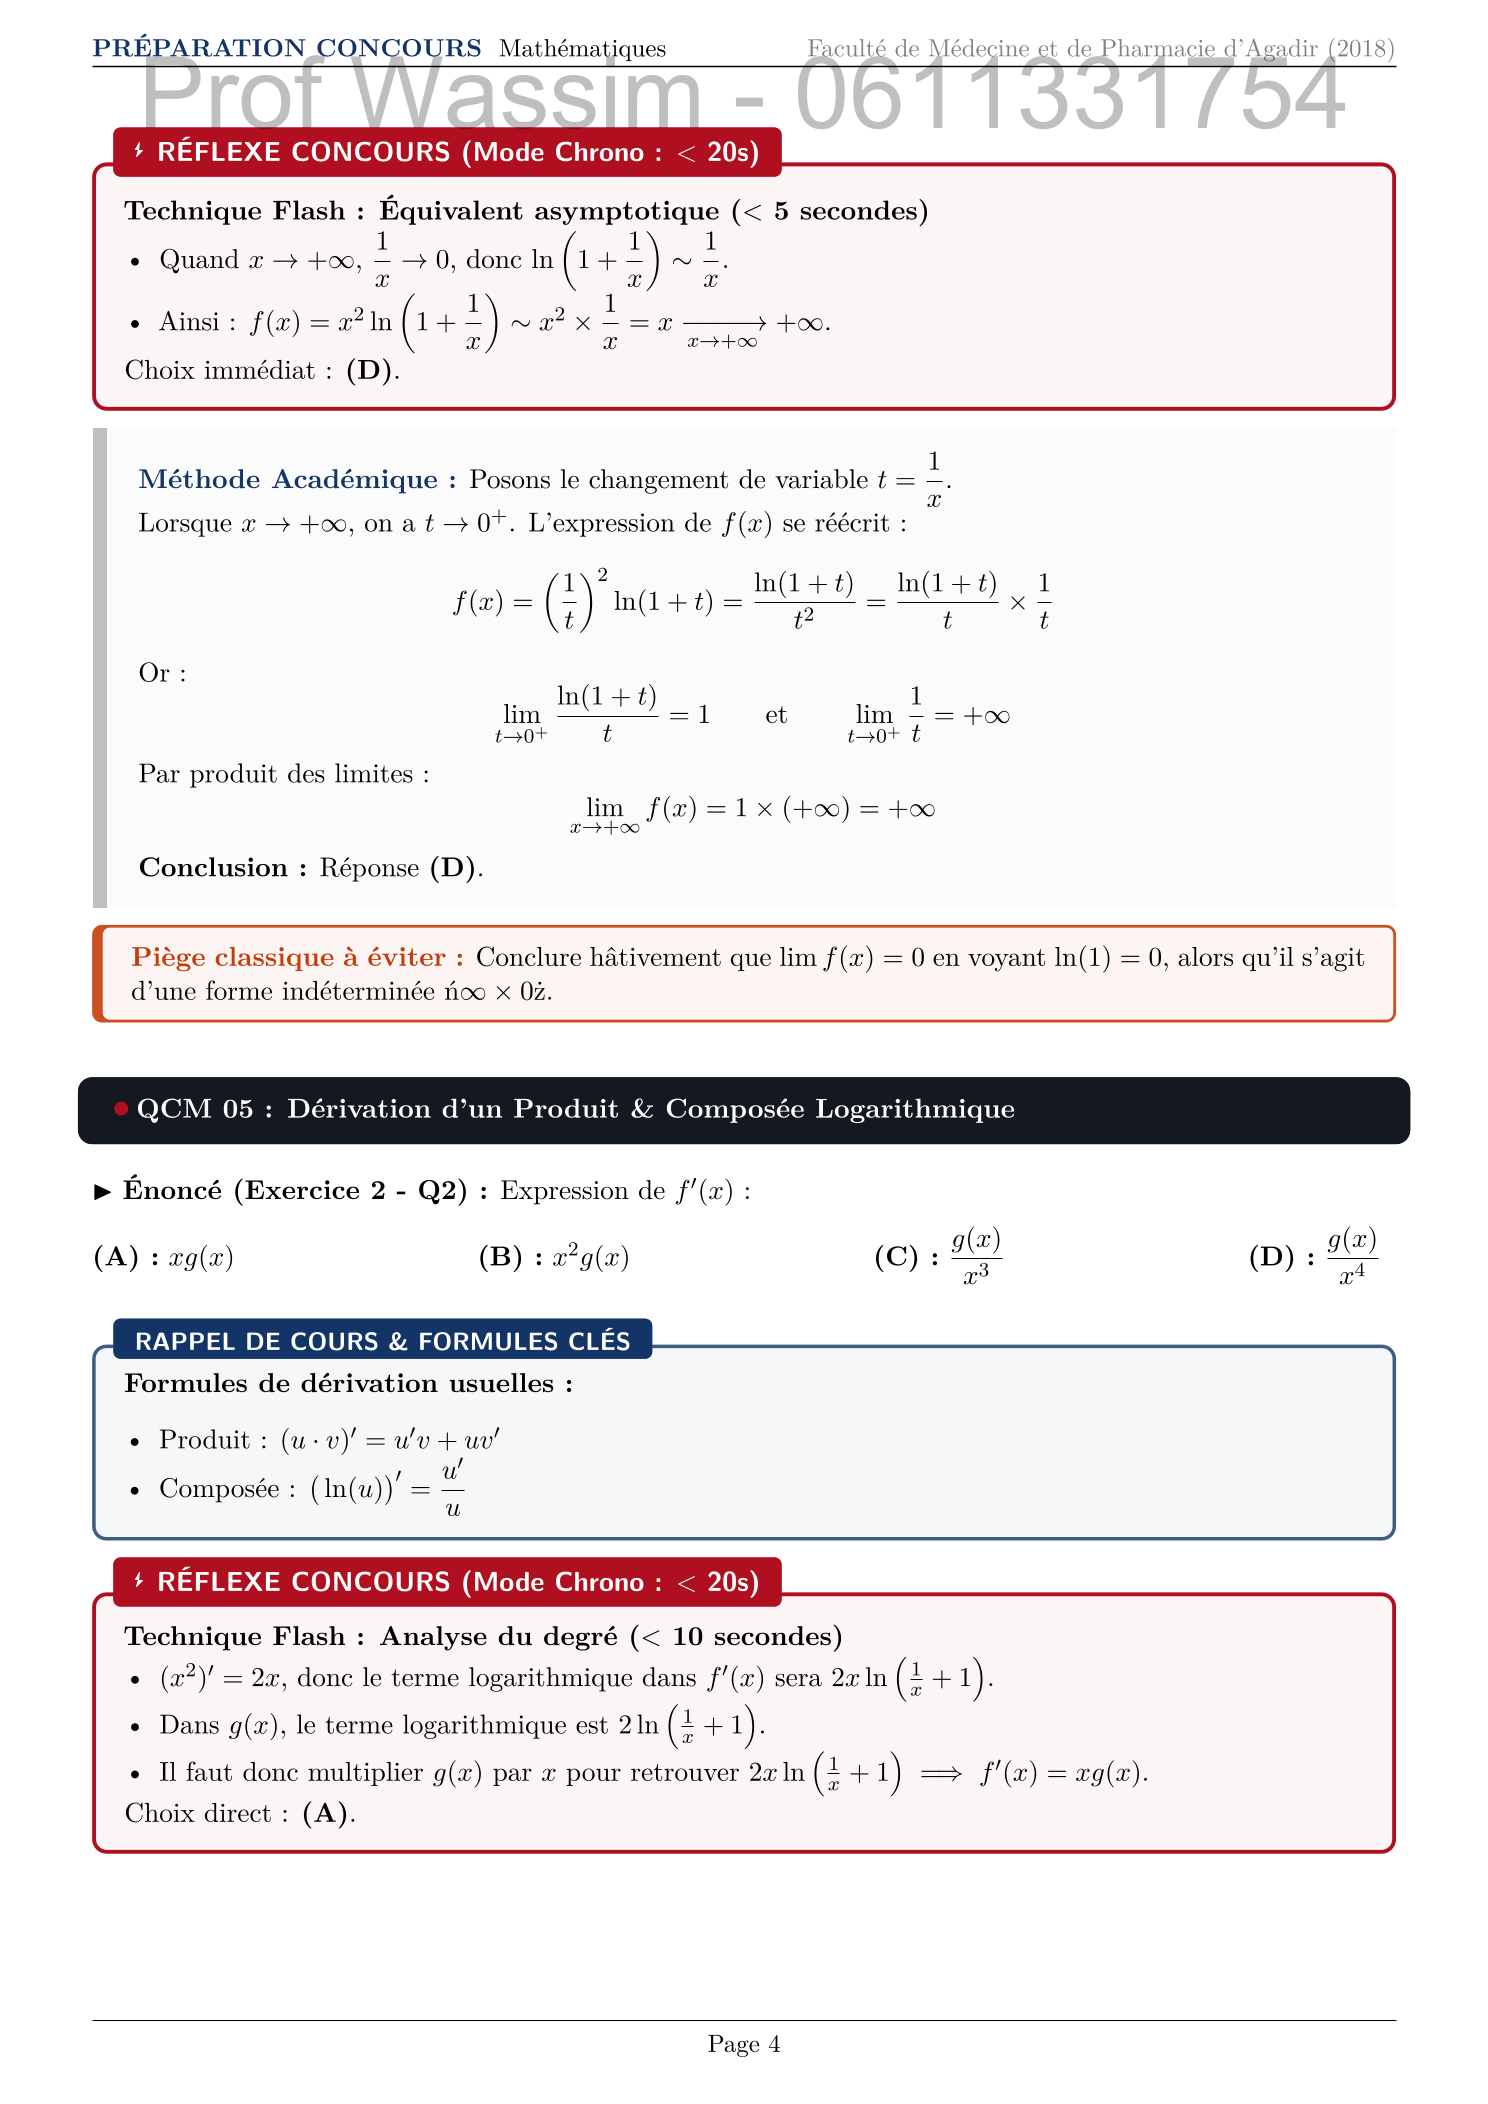 PRÉPARATION CONCOURS Mathématiques Faculté de Médecine et de Pharmacie d'Agadir (2018)
Prof Wassim - 0611331754
RÉFLEXE CONCOURS (Mode Chrono : < 20s)
Technique Flash : Équivalent asymptotique (< 5 secondes)
• Quand x → +∞, 1/x → 0, donc ln(1 + 1/x) ∼ 1/x.
• Ainsi : f(x) = x² ln(1 + 1/x) ∼ x² × 1/x = x →_{x→+∞} +∞.
Choix immédiat : (D).
Méthode Académique : Posons le changement de variable t = 1/x.
Lorsque x → +∞, on a t → 0⁺. L'expression de f(x) se réécrit :
f(x) = (1/t)² ln(1 + t) = ln(1 + t)/t² = ln(1 + t)/t × 1/t
Or :
lim_{t→0⁺} ln(1 + t)/t = 1 et lim_{t→0⁺} 1/t = +∞
Par produit des limites :
lim_{x→+∞} f(x) = 1 × (+∞) = +∞
Conclusion : Réponse (D).
Piège classique à éviter : Conclure hâtivement que lim f(x) = 0 en voyant ln(1) = 0, alors qu'il s'agit
d'une forme indéterminée ń∞ × 0ż.
● QCM 05 : Dérivation d'un Produit & Composée Logarithmique
▶ Énoncé (Exercice 2 - Q2) : Expression de f′(x) :
(A) : xg(x) (B) : x²g(x) (C) : g(x)/x³ (D) : g(x)/x⁴
RAPPEL DE COURS & FORMULES CLÉS
Formules de dérivation usuelles :
• Produit : (u · v)′ = u′v + uv′
• Composée : (ln(u))′ = u′/u
RÉFLEXE CONCOURS (Mode Chrono : < 20s)
Technique Flash : Analyse du degré (< 10 secondes)
• (x²)′ = 2x, donc le terme logarithmique dans f′(x) sera 2x ln(1/x + 1).
• Dans g(x), le terme logarithmique est 2 ln(1/x + 1).
• Il faut donc multiplier g(x) par x pour retrouver 2x ln(1/x + 1) ⟹ f′(x) = xg(x).
Choix direct : (A).
Page 4